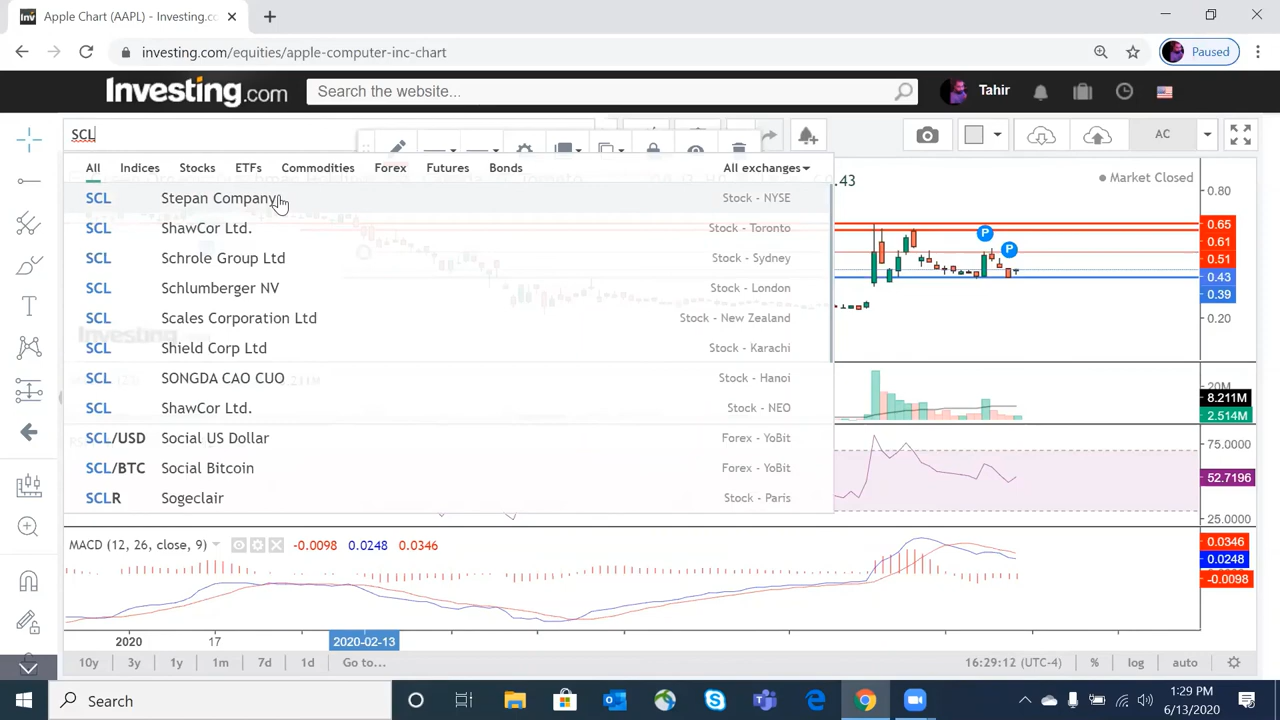 Inv Apple Chart (AAPL) - Investing.co
investing.com/equities/apple-computer-inc-chart
Paused
Investing.com
Search the website...
Tahir
SCL
AC
All Indices Stocks ETFs Commodities Forex Futures Bonds All exchanges
SCL Stepan Company Stock - NYSE
SCL ShawCor Ltd. Stock - Toronto
SCL Schrole Group Ltd Stock - Sydney
SCL Schlumberger NV Stock - London
SCL Scales Corporation Ltd Stock - New Zealand
SCL Shield Corp Ltd Stock - Karachi
SCL SONGDA CAO CUO Stock - Hanoi
SCL ShawCor Ltd. Stock - NEO
SCL/USD Social US Dollar Forex - YoBit
SCL/BTC Social Bitcoin Forex - YoBit
SCLR Sogeclair Stock - Paris
.43
Market Closed
P
P
0.80
0.65
0.61
0.51
0.43
0.39
0.20
20M
8.211M
2.514M
75.0000
52.7196
25.0000
Investing
MACD (12, 26, close, 9) -0.0098 0.0248 0.0346
0.0346
0.0248
-0.0098
2020 17 2020-02-13
10y 3y 1y 1m 7d 1d Go to... 16:29:12 (UTC-4) % log auto
Search
1:29 PM
6/13/2020